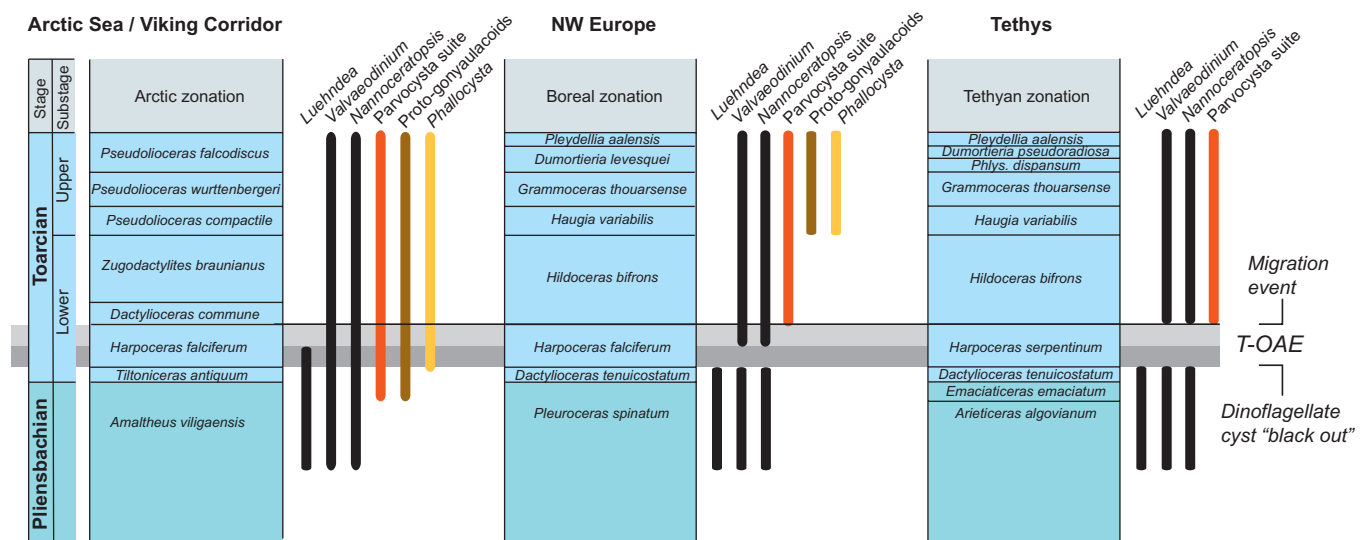 Arctic Sea / Viking Corridor
NW Europe
Tethys
Stage
Substage
Arctic zonation
Luehndea
Valvaeodinium
Nannoceratopsis
Parvocysta suite
Proto-gonyaulacoids
Phallocysta
Boreal zonation
Luehndea
Valvaeodinium
Nannoceratopsis
Parvocysta suite
Proto-gonyaulacoids
Phallocysta
Tethyan zonation
Luehndea
Valvaeodinium
Nannoceratopsis
Parvocysta suite
Toarcian
Pliensbachian
Upper
Lower
Pseudolioceras falcodiscus
Pseudolioceras wurttenbergeri
Pseudolioceras compactile
Zugodactylites braunianus
Dactylioceras commune
Harpoceras falciferum
Tiltoniceras antiquum
Amaltheus viligaensis
Pleydellia aalensis
Dumortieria levesquei
Grammoceras thouarsense
Haugia variabilis
Hildoceras bifrons
Harpoceras falciferum
Dactylioceras tenuicostatum
Pleuroceras spinatum
Pleydellia aalensis
Dumortieria pseudoradiosa
Phlys. dispansum
Grammoceras thouarsense
Haugia variabilis
Hildoceras bifrons
Harpoceras serpentinum
Dactylioceras tenuicostatum
Emaciaticeras emaciatum
Arieticeras algovianum
Migration
event
T-OAE
Dinoflagellate
cyst “black out”